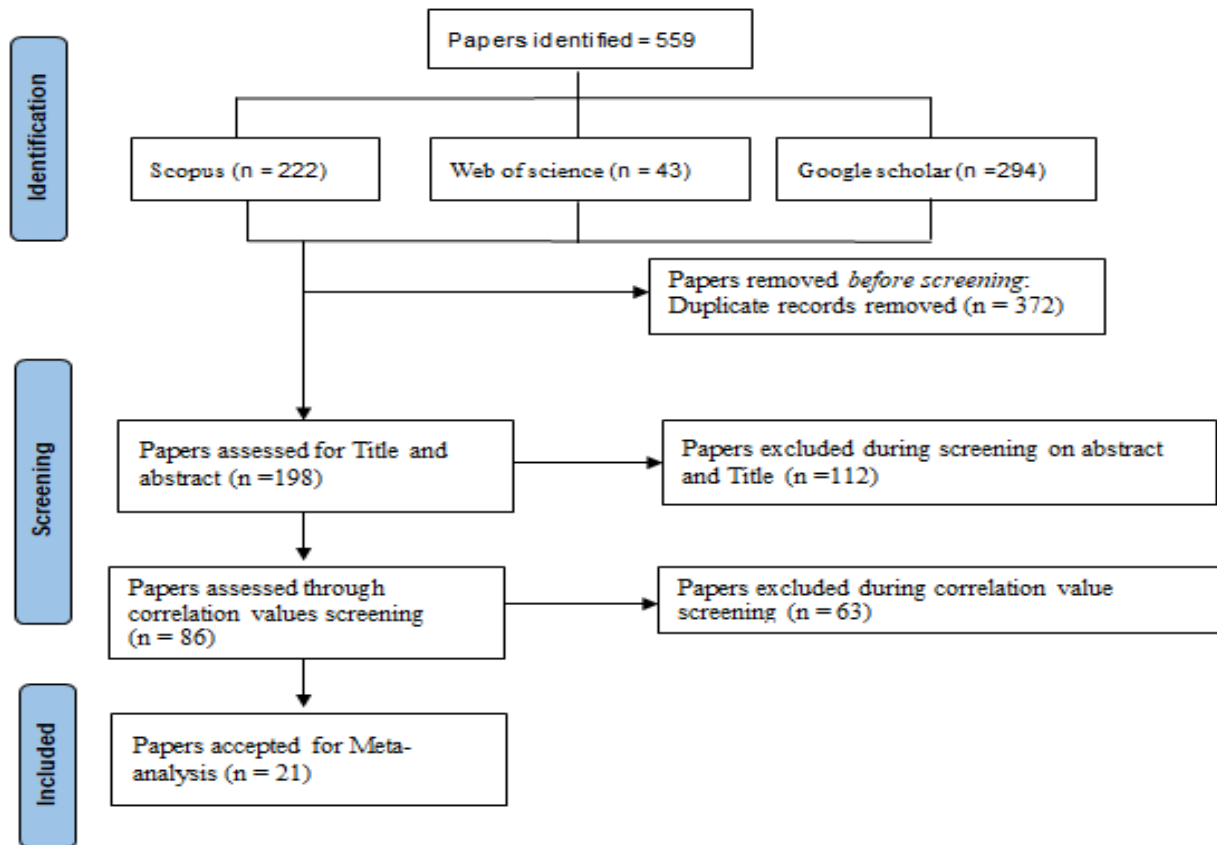 Identification
Papers identified = 559
Scopus (n = 222)
Web of science (n = 43)
Google scholar (n =294)
Papers removed before screening:
Duplicate records removed (n = 372)
Screening
Papers assessed for Title and
abstract (n =198)
Papers excluded during screening on abstract
and Title (n =112)
Papers assessed through
correlation values screening
(n = 86)
Papers excluded during correlation value
screening (n = 63)
Included
Papers accepted for Meta-
analysis (n = 21)